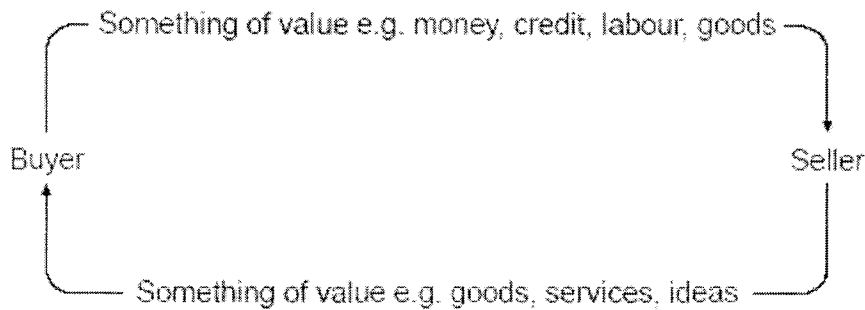 Something of value e.g. money, credit, labour, goods
Buyer
Seller
Something of value e.g. goods, services, ideas